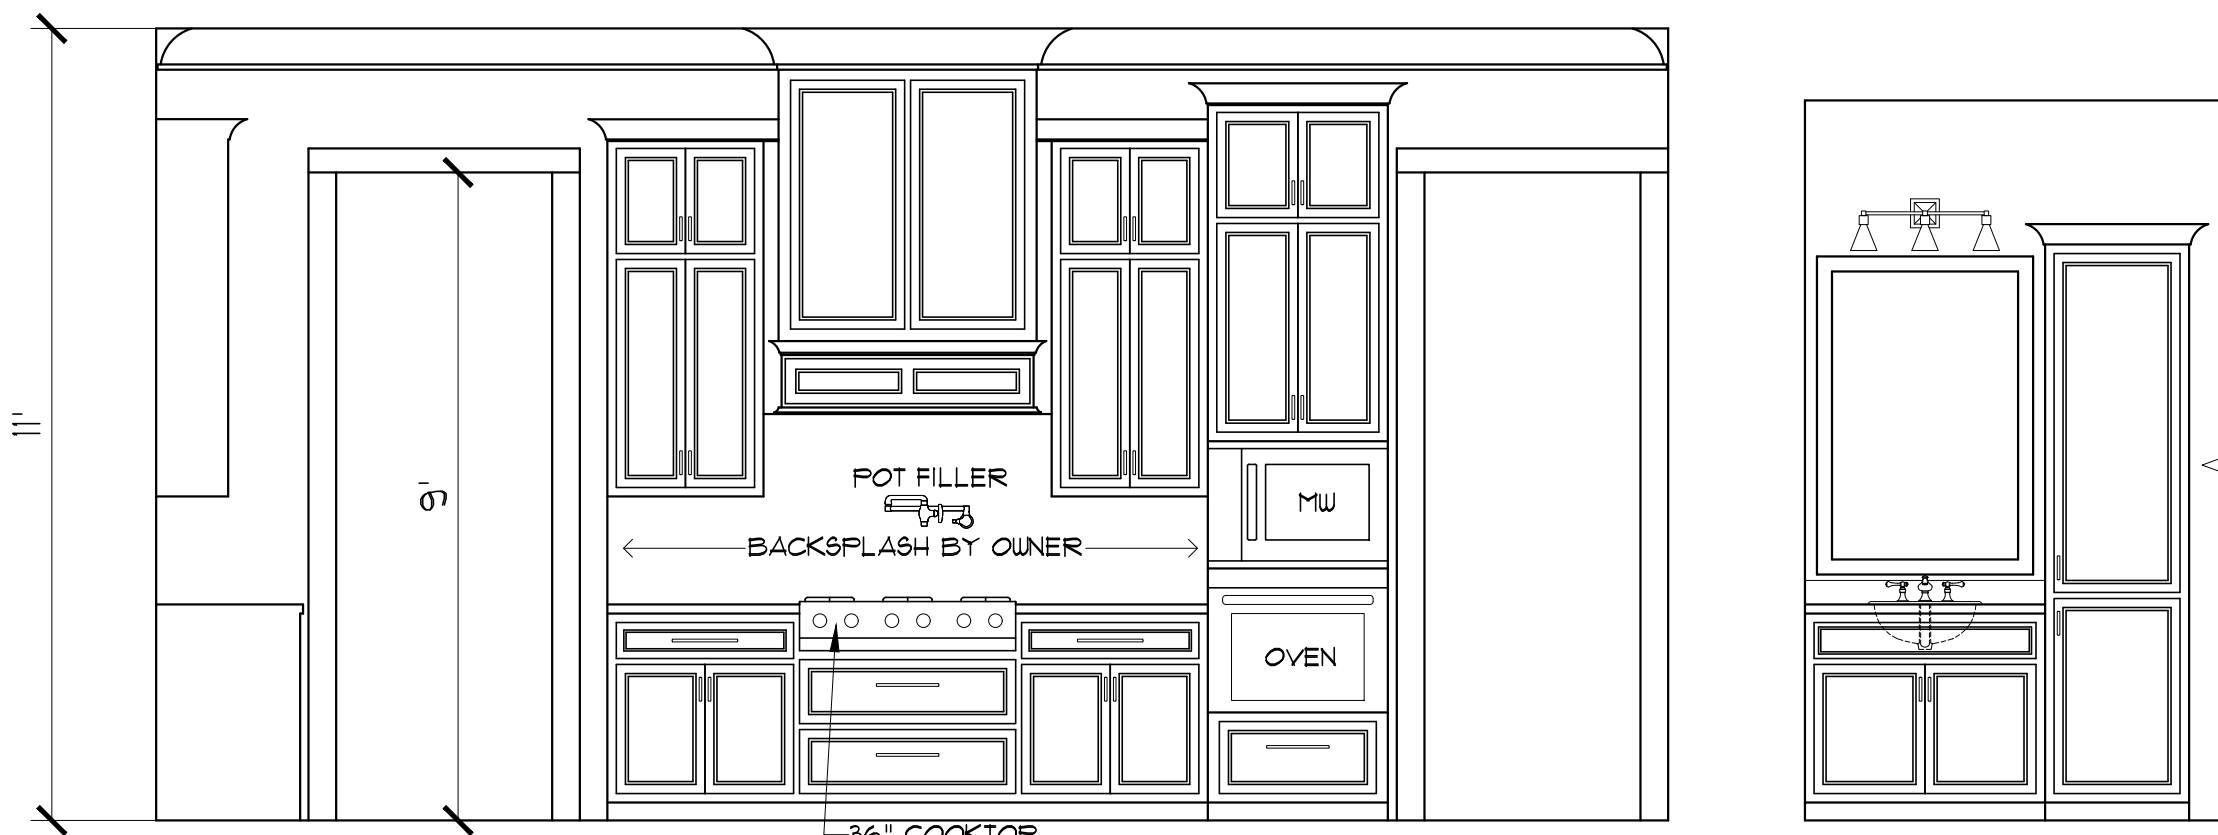 11'
9'
POT FILLER
MW
BACKSPLASH BY OWNER
OVEN
36" COOKTOP